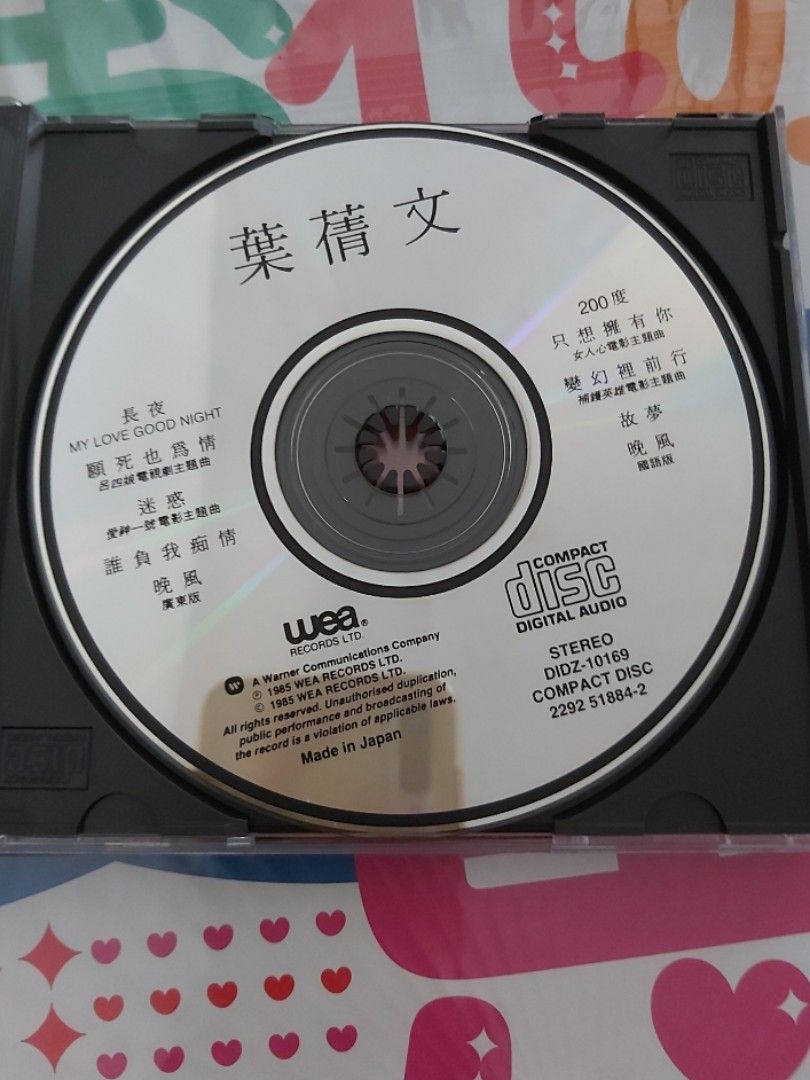 葉蒨文
長夜
MY LOVE GOOD NIGHT
願死也爲情
呂四娘電視劇主題曲
迷惑
愛神一號電影主題曲
誰負我痴情
晚風
廣東版
200度
只想擁有你
女人心電影主題曲
變幻裡前行
補鑊英雄電影主題曲
故夢
晚風
國語版
wea®
RECORDS LTD.
A Warner Communications Company
℗ 1985 WEA RECORDS LTD.
© 1985 WEA RECORDS LTD.
All rights reserved. Unauthorised duplication,
public performance and broadcasting of
the record is a violation of applicable laws.
Made in Japan
COMPACT
disc
DIGITAL AUDIO
STEREO
DIDZ-10169
COMPACT DISC
2292 51884-2